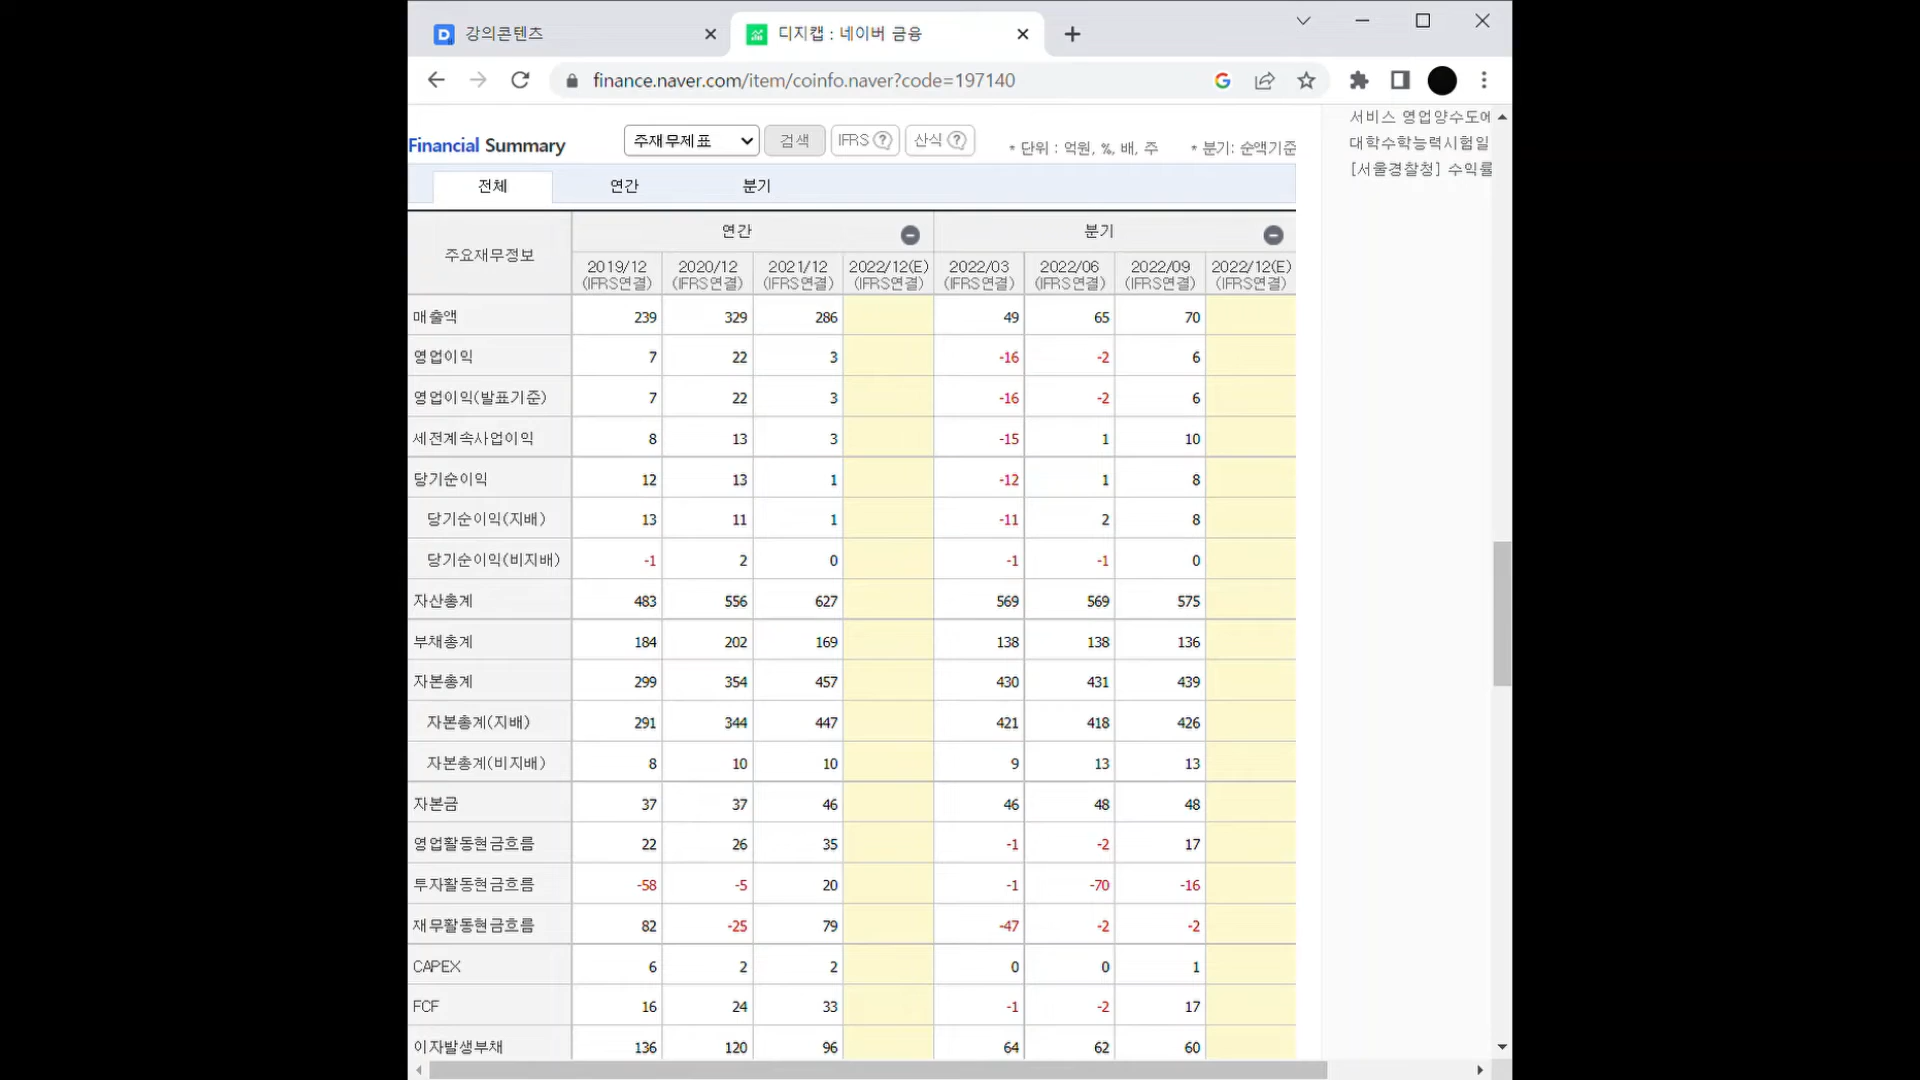 강의콘텐츠
디지캡 : 네이버 금융
finance.naver.com/item/coinfo.naver?code=197140
Financial Summary 주재무제표 검색 IFRS ? 산식 ? * 단위 : 억원, %, 배, 주 * 분기: 순액기준
서비스 영업양수도에
대학수학능력시험일
[서울경찰청] 수익률
전체 연간 분기
주요재무정보 연간 분기
2019/12 2020/12 2021/12 2022/12(E) 2022/03 2022/06 2022/09 2022/12(E)
(IFRS연결) (IFRS연결) (IFRS연결) (IFRS연결) (IFRS연결) (IFRS연결) (IFRS연결) (IFRS연결)
매출액 239 329 286 49 65 70
영업이익 7 22 3 -16 -2 6
영업이익(발표기준) 7 22 3 -16 -2 6
세전계속사업이익 8 13 3 -15 1 10
당기순이익 12 13 1 -12 1 8
당기순이익(지배) 13 11 1 -11 2 8
당기순이익(비지배) -1 2 0 -1 -1 0
자산총계 483 556 627 569 569 575
부채총계 184 202 169 138 138 136
자본총계 299 354 457 430 431 439
자본총계(지배) 291 344 447 421 418 426
자본총계(비지배) 8 10 10 9 13 13
자본금 37 37 46 46 48 48
영업활동현금흐름 22 26 35 -1 -2 17
투자활동현금흐름 -58 -5 20 -1 -70 -16
재무활동현금흐름 82 -25 79 -47 -2 -2
CAPEX 6 2 2 0 0 1
FCF 16 24 33 -1 -2 17
이자발생부채 136 120 96 64 62 60